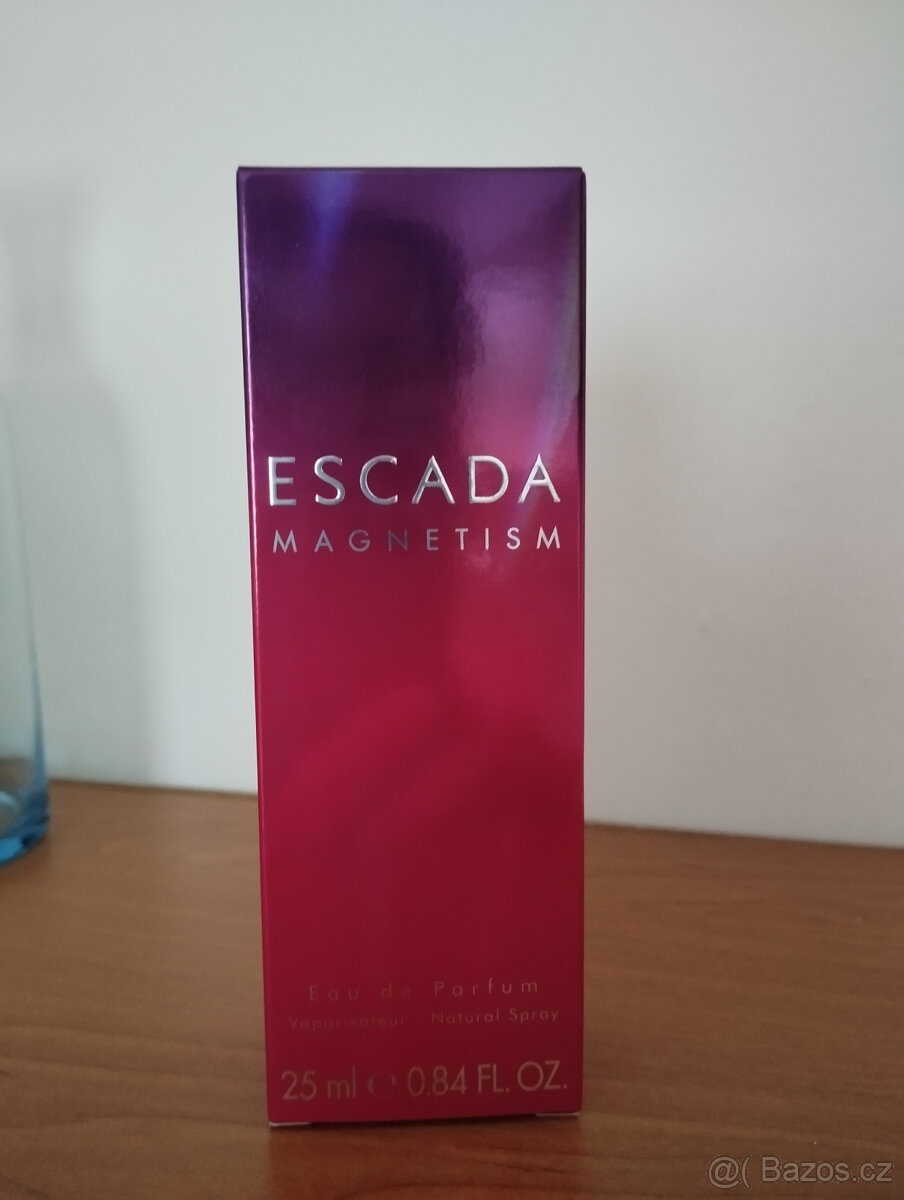 ESCADA
MAGNETISM
Eau de Parfum
Vaporisateur - Natural Spray
25 ml ℮ 0.84 FL. OZ.
@( Bazos.cz